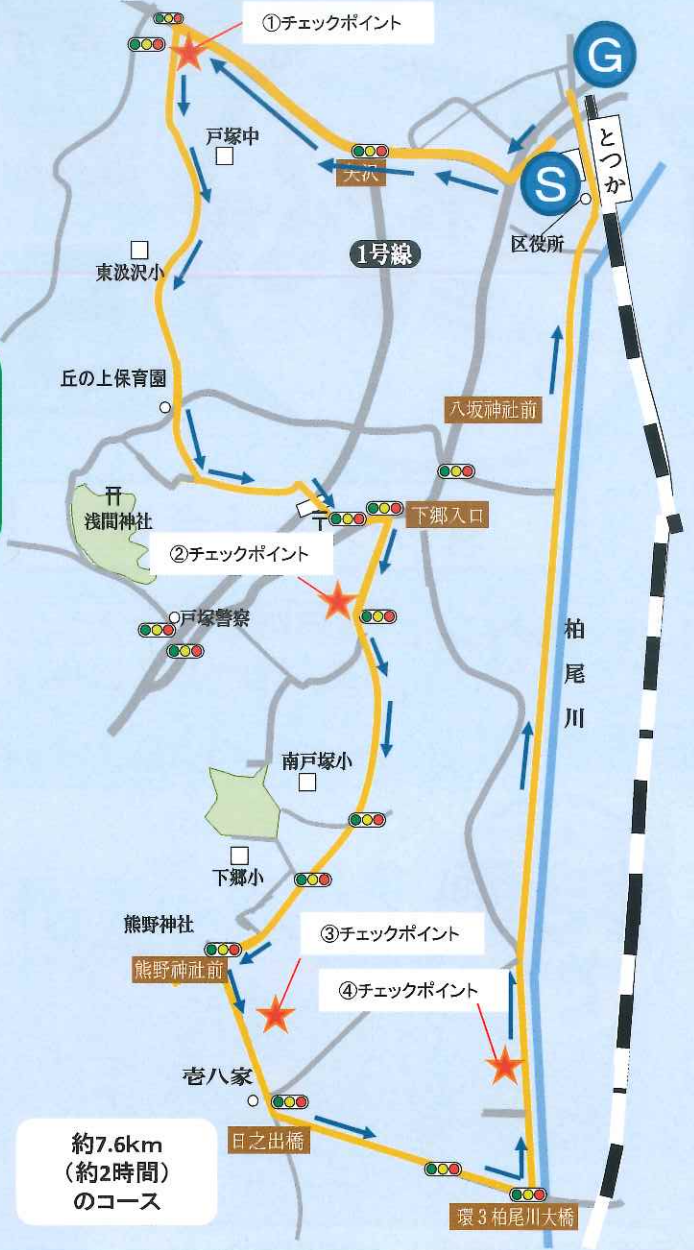 ①チェックポイント
G
とつか
戸塚中
矢沢
S
区役所
1号線
東汲沢小
丘の上保育園
八坂神社前
浅間神社
〒
下郷入口
②チェックポイント
戸塚警察
柏尾川
南戸塚小
下郷小
熊野神社
③チェックポイント
熊野神社前
④チェックポイント
壱八家
日之出橋
約7.6km
(約2時間)
のコース
環3柏尾川大橋